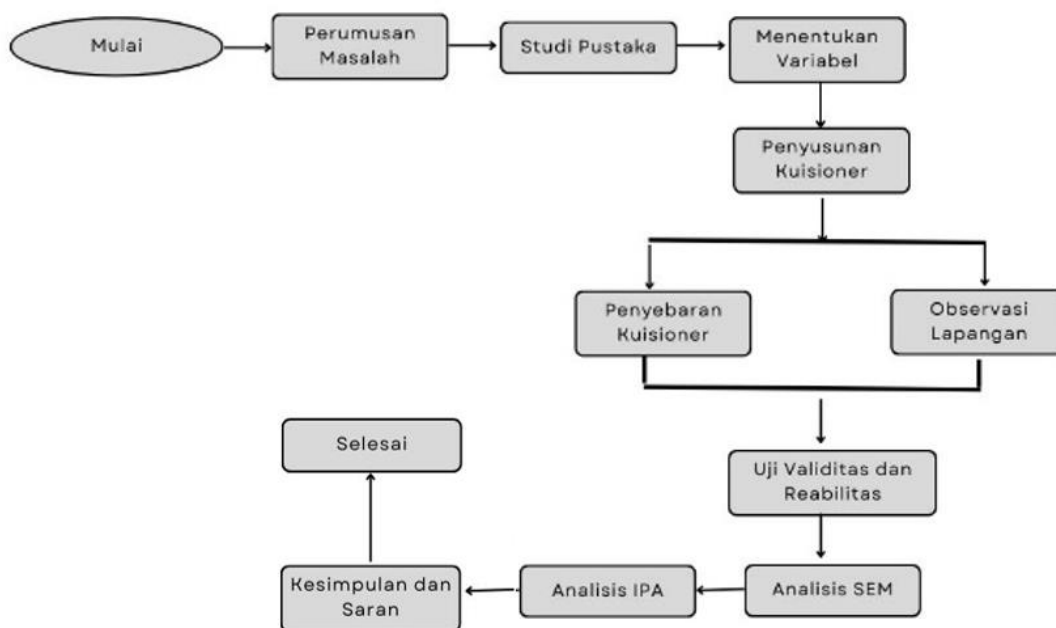 Mulai
Perumusan
Masalah
Studi Pustaka
Menentukan
Variabel
Penyusunan
Kuisioner
Penyebaran
Kuisioner
Observasi
Lapangan
Uji Validitas dan
Reabilitas
Analisis SEM
Analisis IPA
Kesimpulan dan
Saran
Selesai